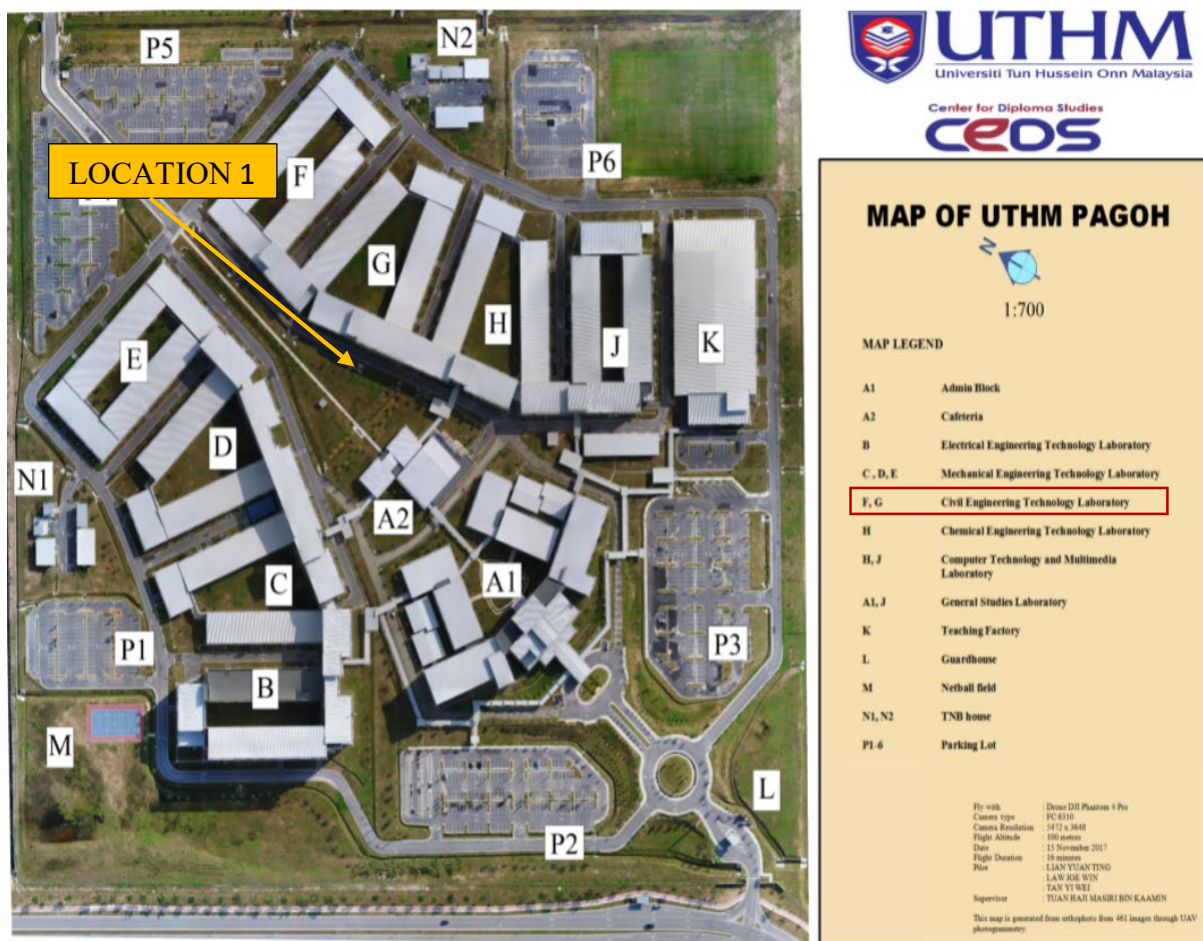 P5
N2
P6
LOCATION 1
F
G
H
J
K
E
D
N1
A2
C
A1
P1
P3
B
M
L
P2
UTHM
Universiti Tun Hussein Onn Malaysia
Center for Diploma Studies
CeDS
MAP OF UTHM PAGOH
N
1:700
MAP LEGEND
A1 Admin Block
A2 Cafeteria
B Electrical Engineering Technology Laboratory
C , D, E Mechanical Engineering Technology Laboratory
F, G Civil Engineering Technology Laboratory
H Chemical Engineering Technology Laboratory
H, J Computer Technology and Multimedia
Laboratory
A1, J General Studies Laboratory
K Teaching Factory
L Guardhouse
M Netball field
N1, N2 TNB house
P1-6 Parking Lot
Fly with : Drone DJI Phantom 4 Pro
Camera type : FC 6310
Camera Resolution : 5472 x 3648
Flight Altitude : 100 metres
Date : 15 November 2017
Flight Duration : 16 minutes
Pilot : LIAN YUAN TING
: LAW JOE WIN
: TAN YI WEI
Supervisor : TUAN HAJI MASIRI BIN KAAMIN
This map is generated from orthophoto from 461 images through UAV
photogrammetry.